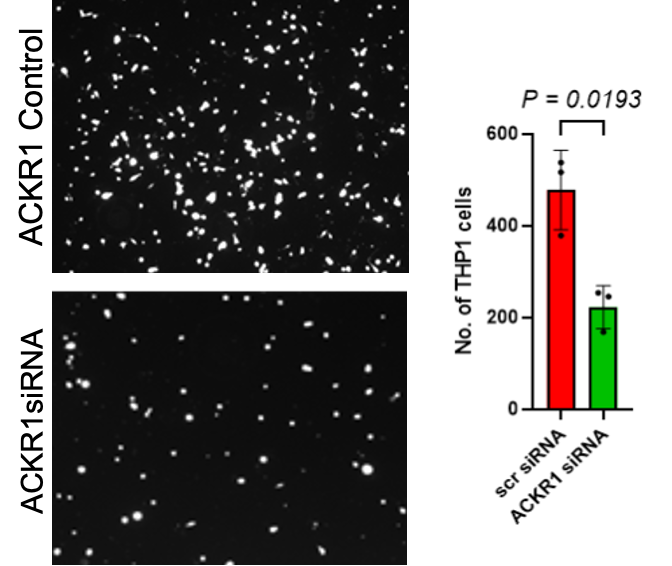 ACKR1 Control
ACKR1siRNA
P = 0.0193
No. of THP1 cells
600
400
200
0
scr siRNA
ACKR1 siRNA